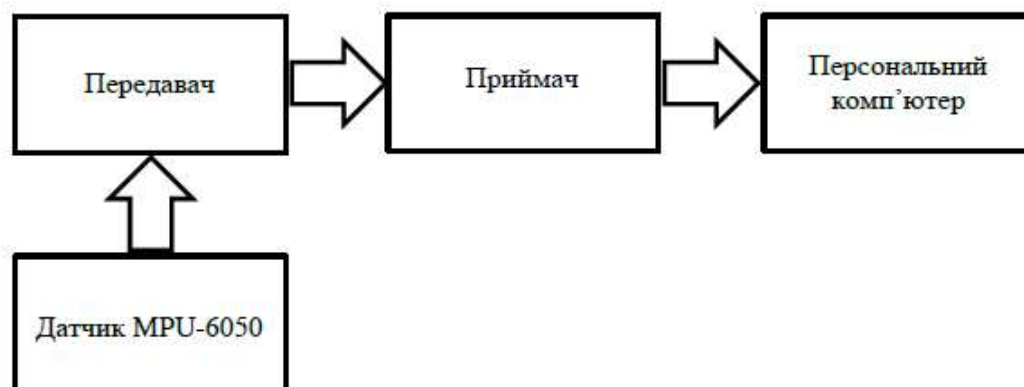 Передавач
Приймач
Персональний
комп’ютер
Датчик MPU-6050